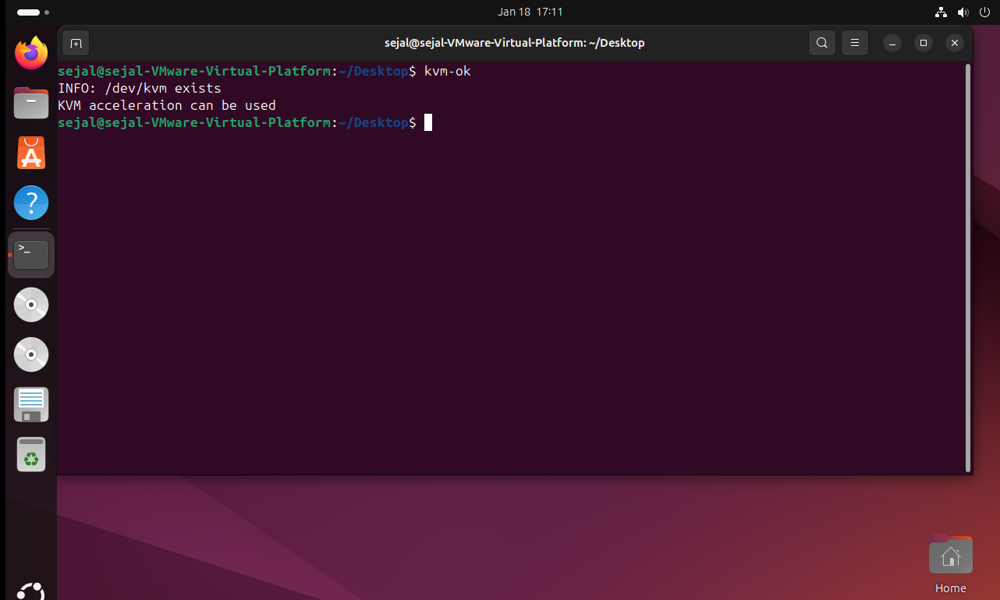 Jan 18 17:11
sejal@sejal-VMware-Virtual-Platform: ~/Desktop
sejal@sejal-VMware-Virtual-Platform:~/Desktop$ kvm-ok
INFO: /dev/kvm exists
KVM acceleration can be used
sejal@sejal-VMware-Virtual-Platform:~/Desktop$
Home